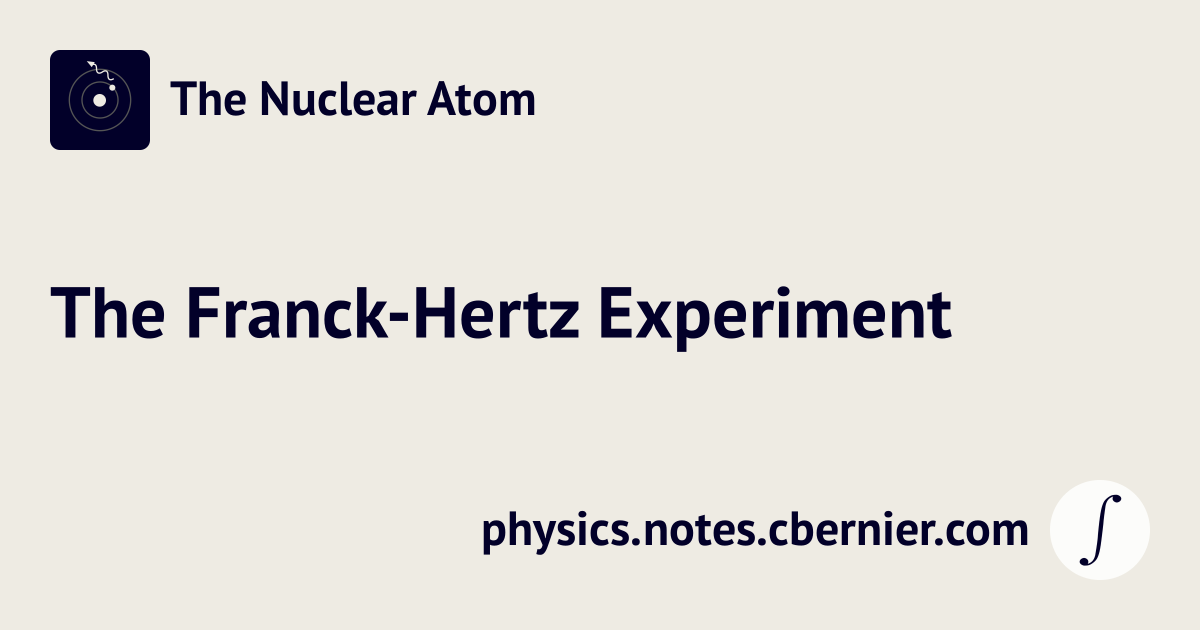 The Nuclear Atom
The Franck-Hertz Experiment
physics.notes.cbernier.com
∫